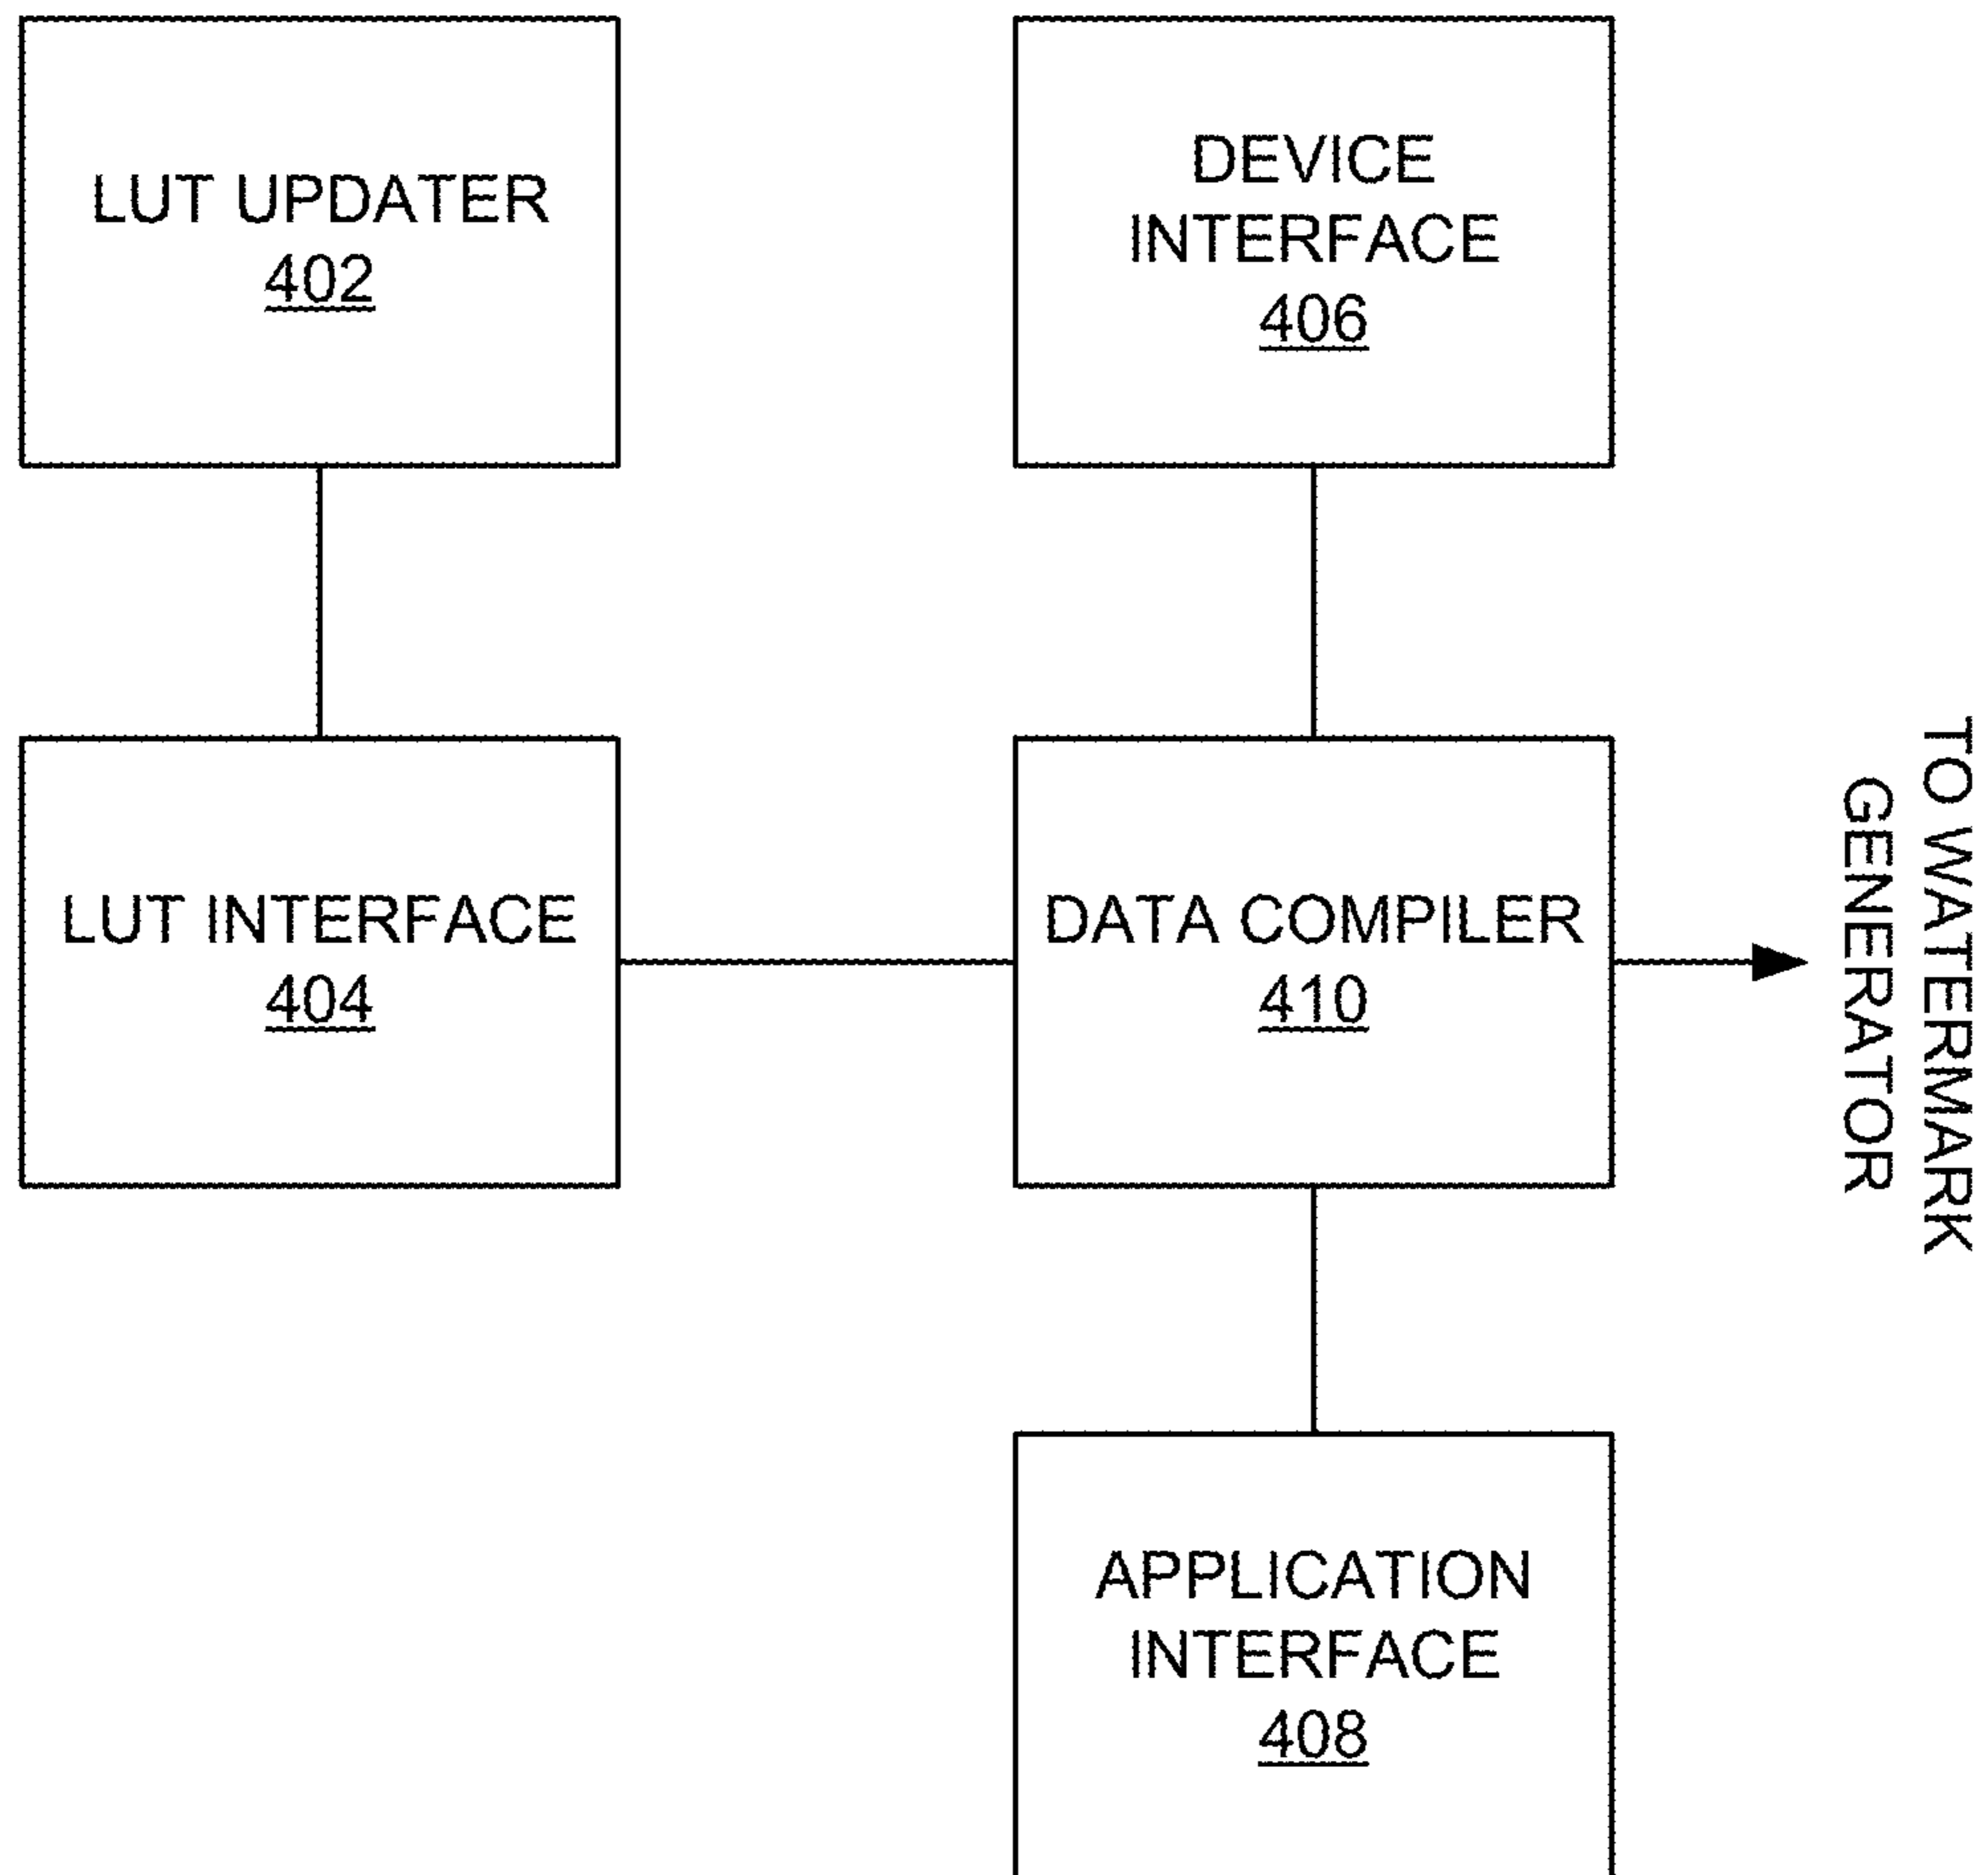 LUT UPDATER
402
DEVICE
INTERFACE
406
LUT INTERFACE
404
DATA COMPILER
410
TO WATERMARK
GENERATOR
APPLICATION
INTERFACE
408